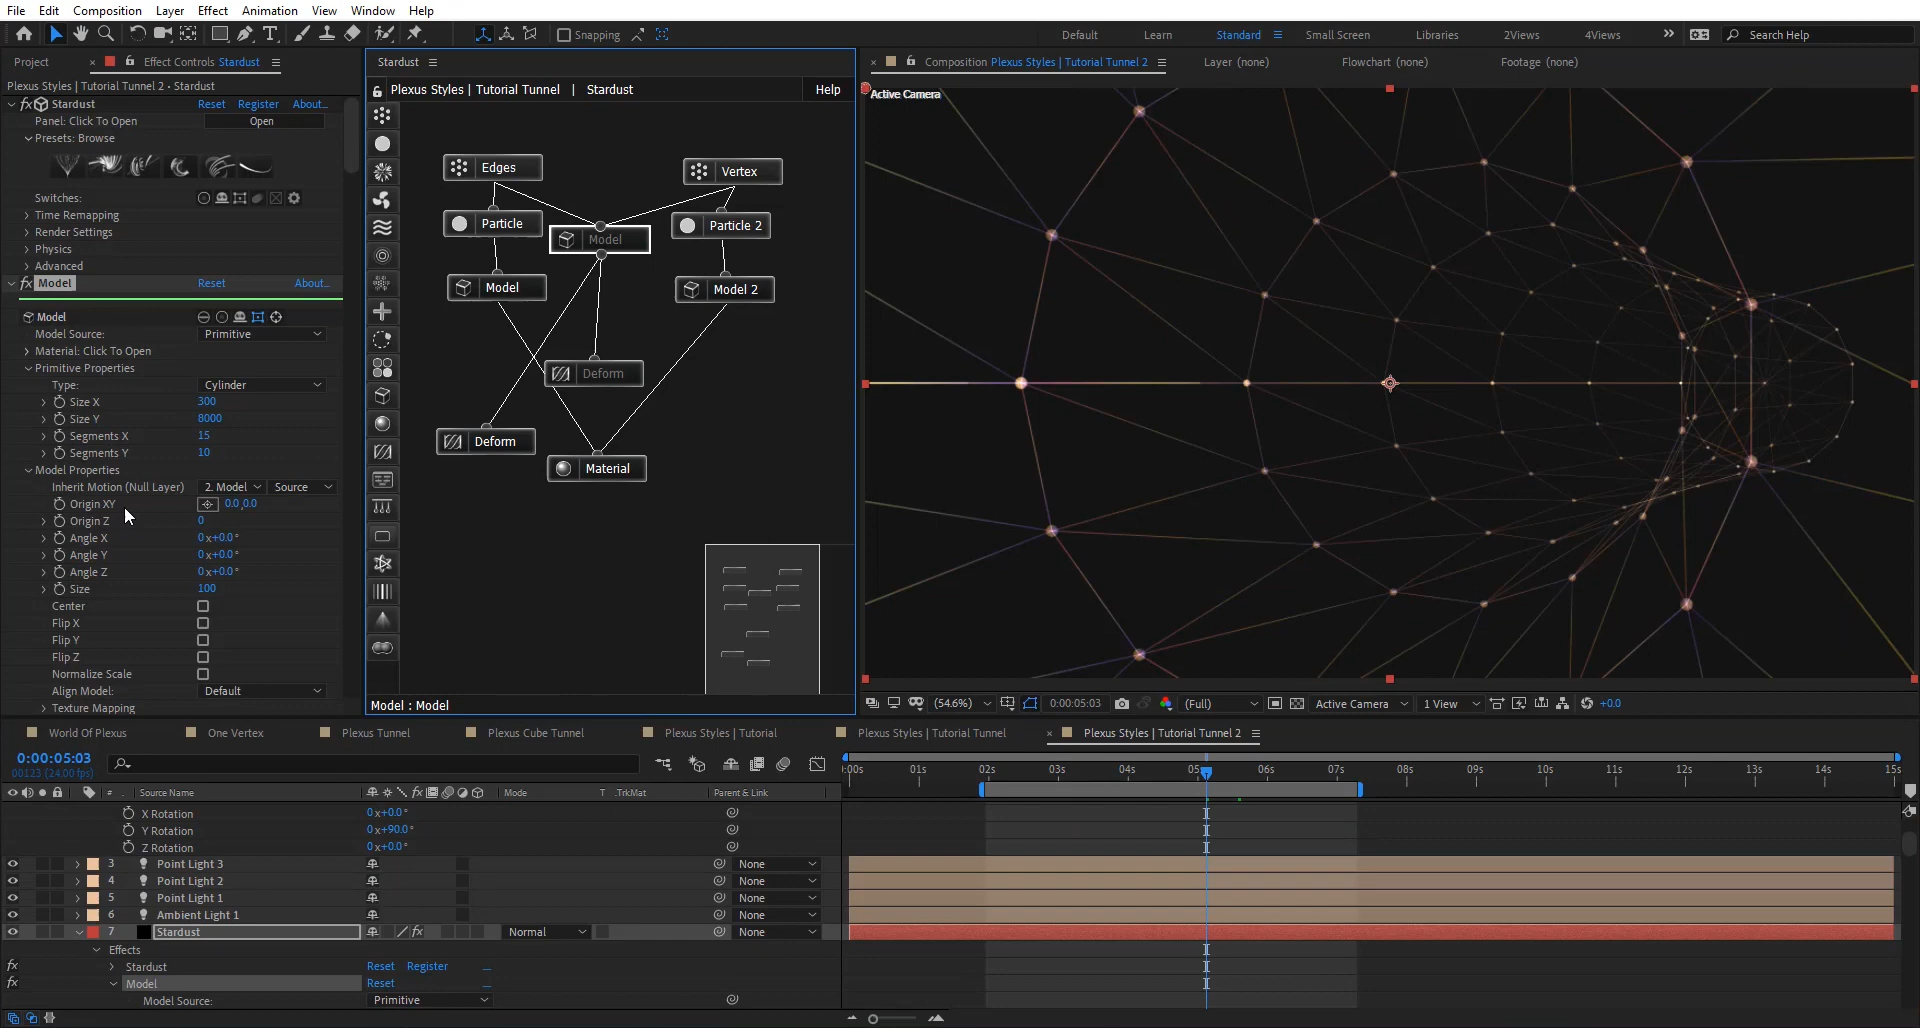 File Edit Composition Layer Effect Animation View Window Help
Snapping
Default Learn Standard Small Screen Libraries 2Views 4Views Search Help
Project Effect Controls Stardust
Plexus Styles | Tutorial Tunnel 2 • Stardust
fx Stardust Reset Register About...
Panel: Click To Open Open
Presets: Browse
Switches:
Time Remapping
Render Settings
Physics
Advanced
fx Model Reset About...
Model
Model Source: Primitive
Material: Click To Open
Primitive Properties
Type: Cylinder
Size X 300
Size Y 8000
Segments X 15
Segments Y 10
Model Properties
Inherit Motion (Null Layer) 2. Model Source
Origin XY 0.0,0.0
Origin Z 0
Angle X 0x+0.0°
Angle Y 0x+0.0°
Angle Z 0x+0.0°
Size 100
Center
Flip X
Flip Y
Flip Z
Normalize Scale
Align Model: Default
Texture Mapping
Stardust
Plexus Styles | Tutorial Tunnel | Stardust Help
Edges Vertex
Particle Particle 2
Model
Model Model 2
Deform
Deform
Material
Model : Model
Composition Plexus Styles | Tutorial Tunnel 2 Layer (none) Flowchart (none) Footage (none)
Active Camera
(54.6%) 0:00:05:03 (Full) Active Camera 1 View +0.0
World Of Plexus One Vertex Plexus Tunnel Plexus Cube Tunnel Plexus Styles | Tutorial Plexus Styles | Tutorial Tunnel Plexus Styles | Tutorial Tunnel 2
0:00:05:03
00123 (24.00 fps)
:00s 01s 02s 03s 04s 05s 06s 07s 08s 09s 10s 11s 12s 13s 14s 15s
# Source Name fx Mode T .TrkMat Parent & Link
X Rotation 0x+0.0°
Y Rotation 0x+90.0°
Z Rotation 0x+0.0°
3 Point Light 3 None
4 Point Light 2 None
5 Point Light 1 None
6 Ambient Light 1 None
7 Stardust fx Normal None
Effects
fx Stardust Reset Register ...
fx Model Reset ...
Model Source: Primitive